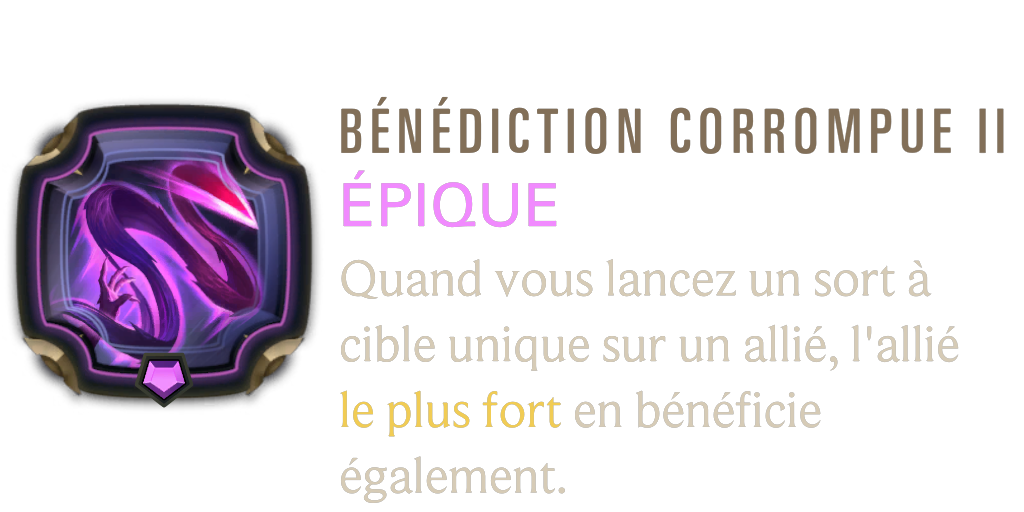 BÉNÉDICTION CORROMPUE II
ÉPIQUE
Quand vous lancez un sort à
cible unique sur un allié, l'allié
le plus fort en bénéficie
également.